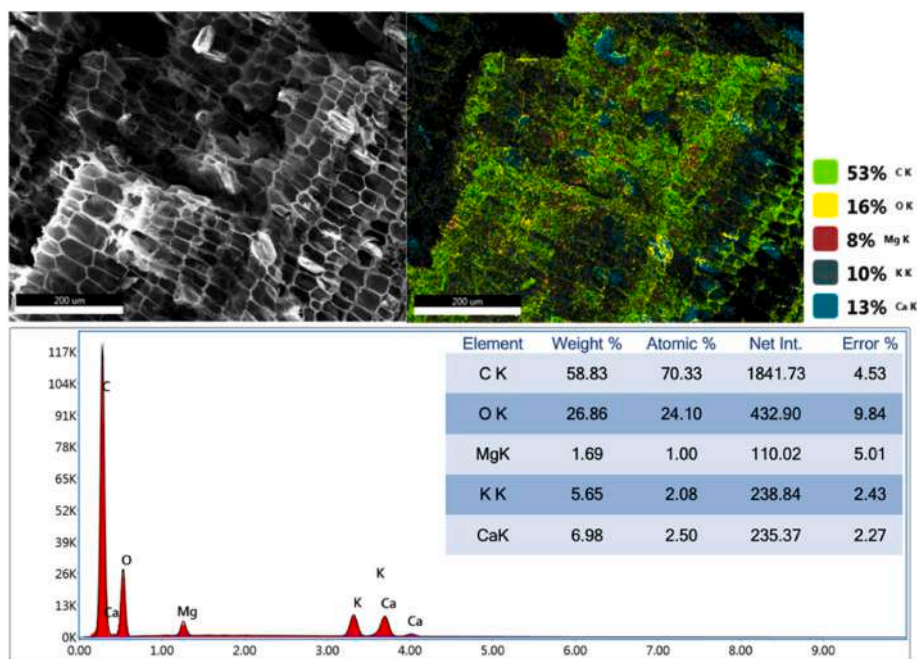 200 um
200 um
53% C K
16% O K
8% Mg K
10% K K
13% Ca K
Element Weight % Atomic % Net Int. Error %
C K 58.83 70.33 1841.73 4.53
O K 26.86 24.10 432.90 9.84
MgK 1.69 1.00 110.02 5.01
K K 5.65 2.08 238.84 2.43
CaK 6.98 2.50 235.37 2.27
117K
104K
91K
78K
65K
52K
39K
26K
13K
0K
C
Ca
O
Mg
K
K
Ca
Ca
0.00 1.00 2.00 3.00 4.00 5.00 6.00 7.00 8.00 9.00